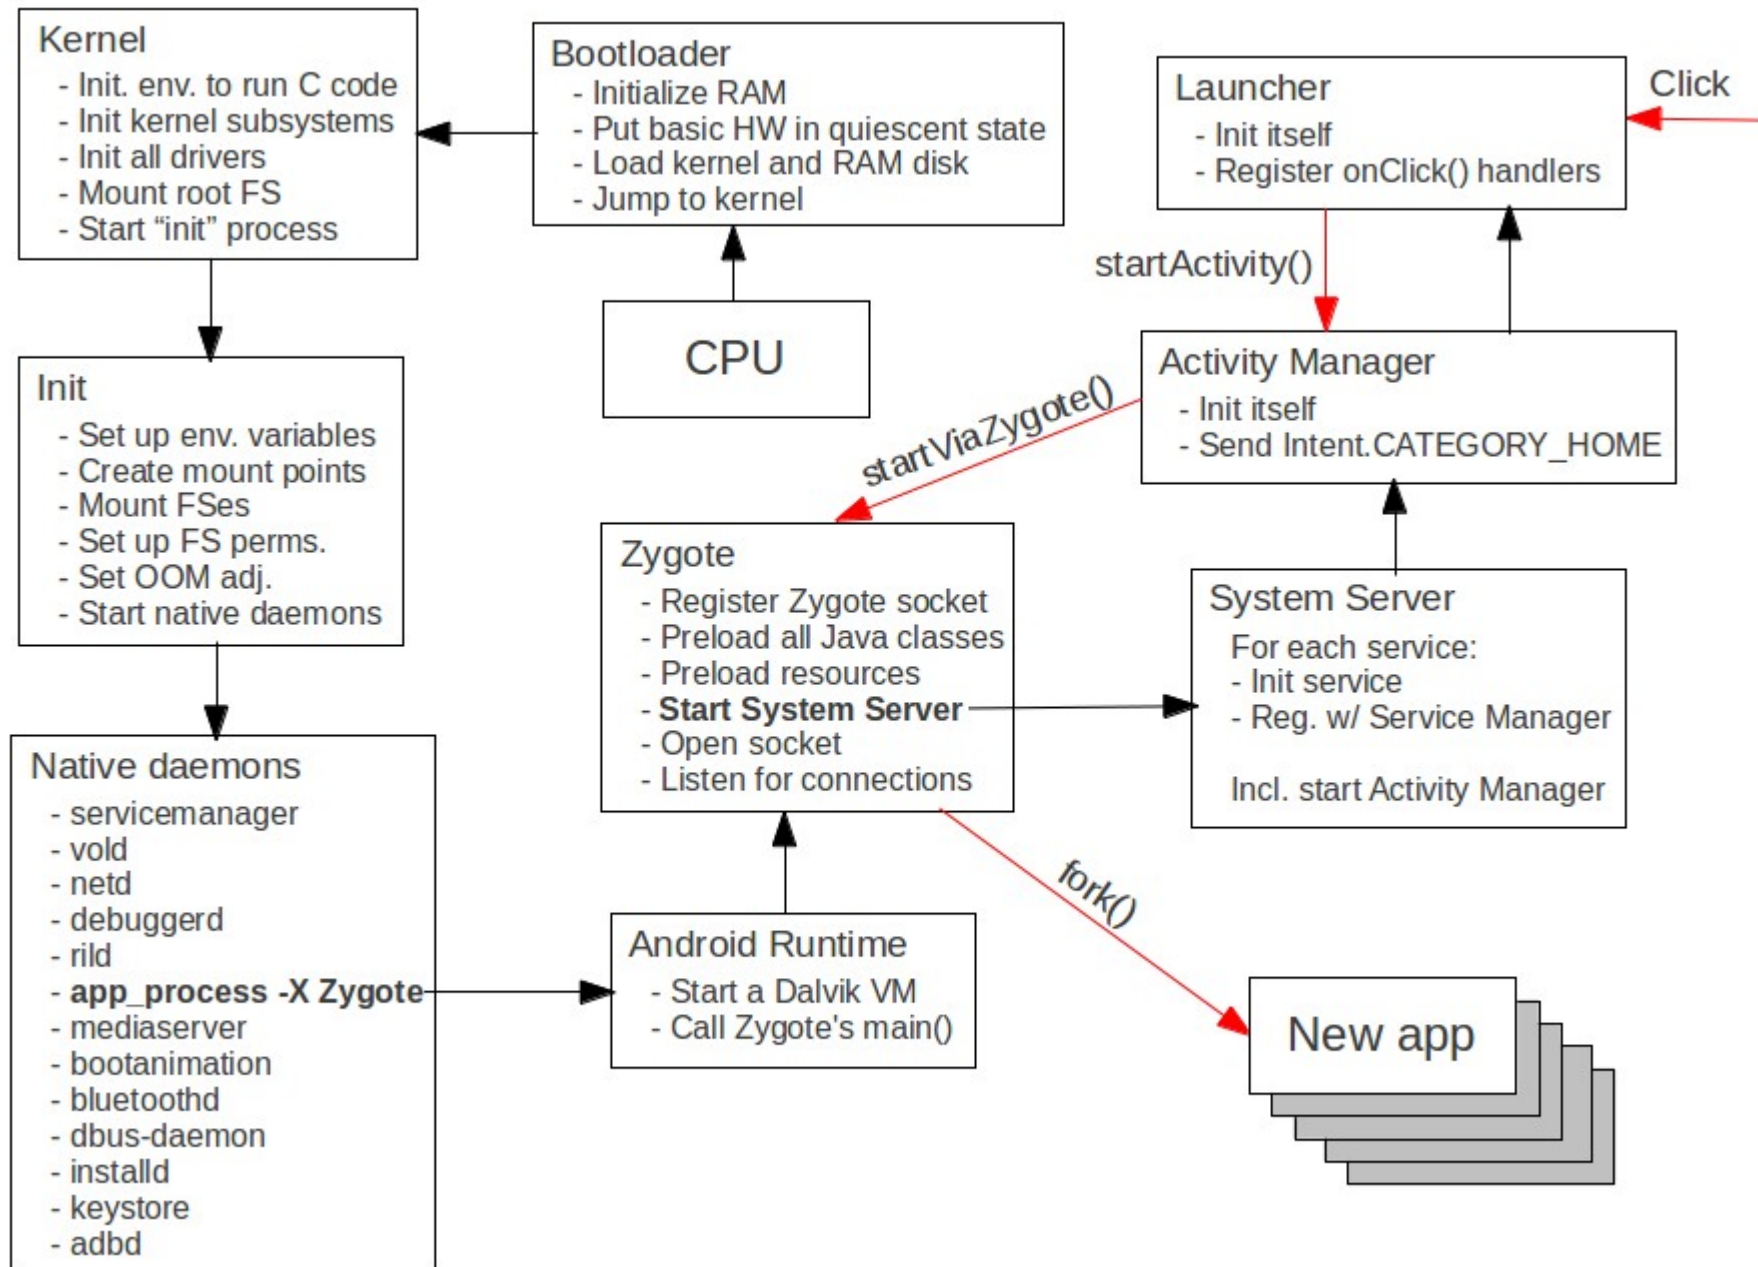 Kernel
- Init. env. to run C code
- Init kernel subsystems
- Init all drivers
- Mount root FS
- Start “init” process
Bootloader
- Initialize RAM
- Put basic HW in quiescent state
- Load kernel and RAM disk
- Jump to kernel
Launcher
- Init itself
- Register onClick() handlers
Click
startActivity()
CPU
Init
- Set up env. variables
- Create mount points
- Mount FSes
- Set up FS perms.
- Set OOM adj.
- Start native daemons
Activity Manager
- Init itself
- Send Intent.CATEGORY_HOME
startViaZygote()
Zygote
- Register Zygote socket
- Preload all Java classes
- Preload resources
- Start System Server
- Open socket
- Listen for connections
System Server
For each service:
- Init service
- Reg. w/ Service Manager
Incl. start Activity Manager
Native daemons
- servicemanager
- vold
- netd
- debuggerd
- rild
- app_process -X Zygote
- mediaserver
- bootanimation
- bluetoothd
- dbus-daemon
- installd
- keystore
- adbd
Android Runtime
- Start a Dalvik VM
- Call Zygote's main()
fork()
New app